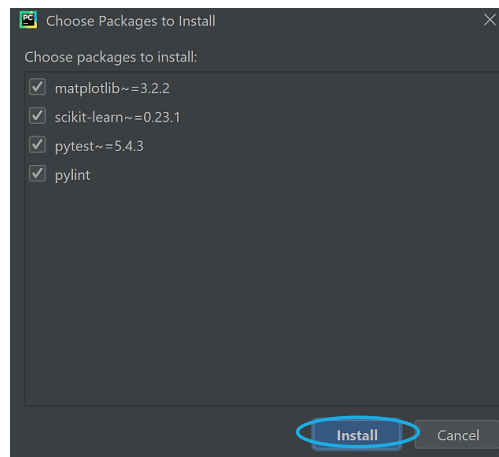 PC Choose Packages to Install
Choose packages to install:
matplotlib~=3.2.2
scikit-learn~=0.23.1
pytest~=5.4.3
pylint
Install Cancel